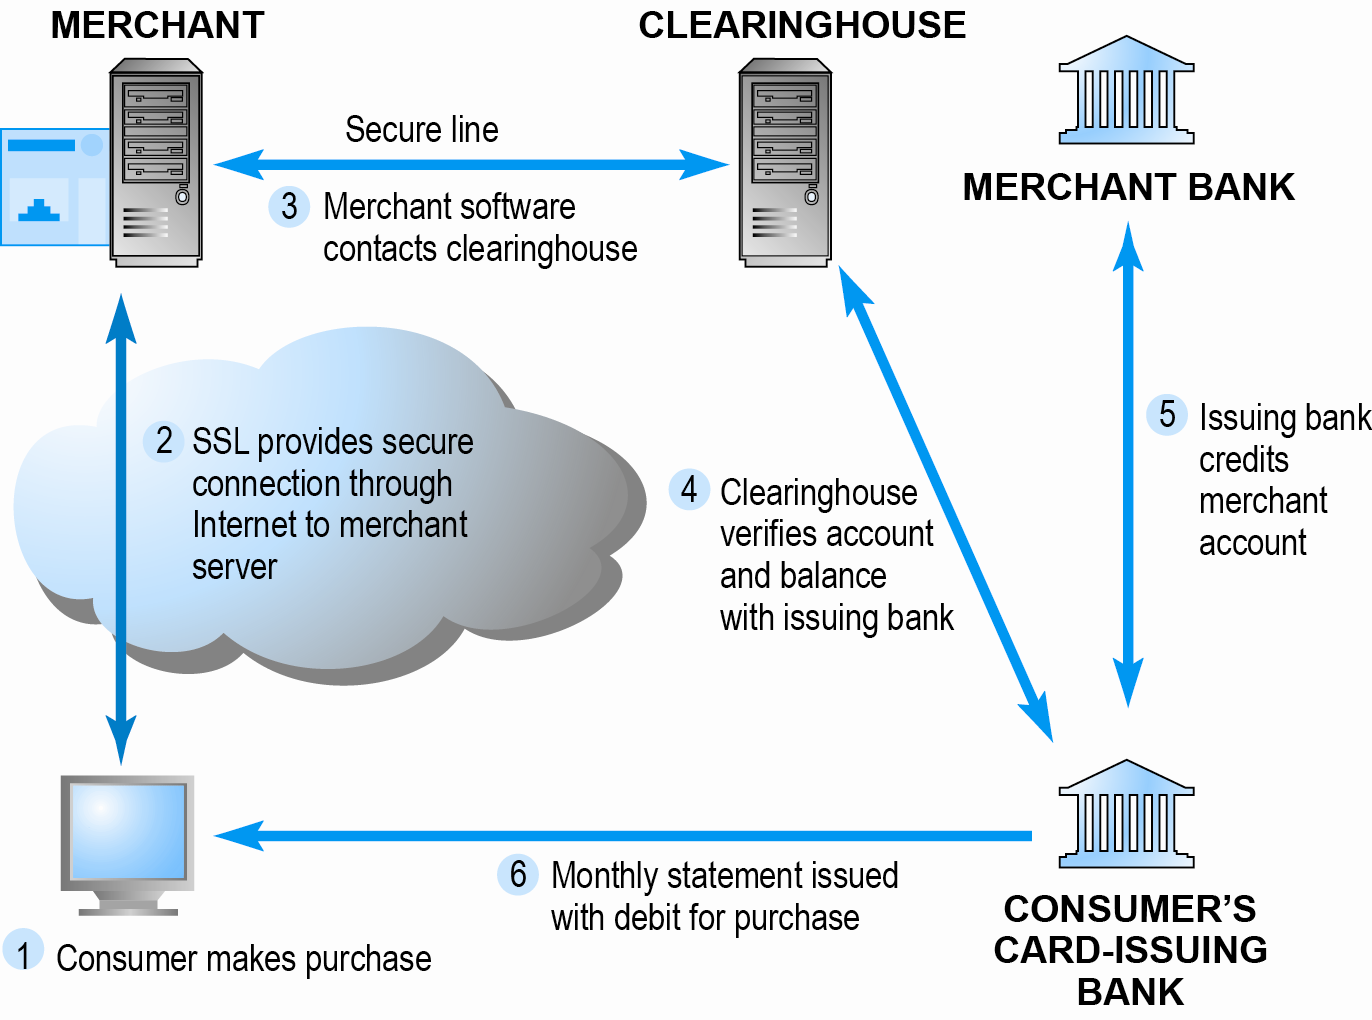 MERCHANT
CLEARINGHOUSE
MERCHANT BANK
Secure line
3 Merchant software
contacts clearinghouse
2 SSL provides secure
connection through
Internet to merchant
server
4 Clearinghouse
verifies account
and balance
with issuing bank
5 Issuing bank
credits
merchant
account
6 Monthly statement issued
with debit for purchase
1 Consumer makes purchase
CONSUMER’S
CARD-ISSUING
BANK